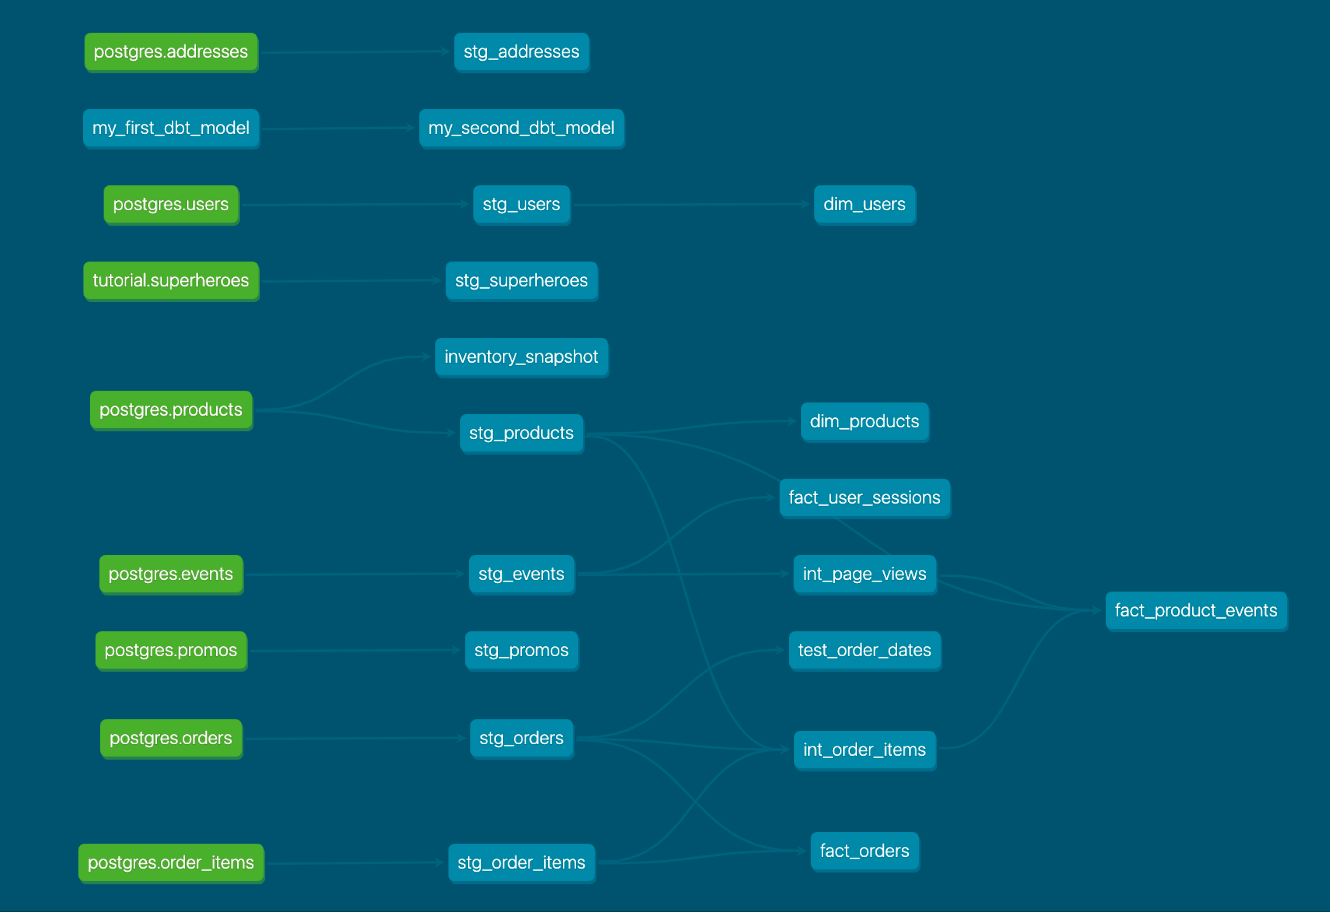 postgres.addresses
stg_addresses
my_first_dbt_model
my_second_dbt_model
postgres.users
stg_users
dim_users
tutorial.superheroes
stg_superheroes
inventory_snapshot
postgres.products
stg_products
dim_products
fact_user_sessions
postgres.events
stg_events
int_page_views
fact_product_events
postgres.promos
stg_promos
test_order_dates
postgres.orders
stg_orders
int_order_items
postgres.order_items
stg_order_items
fact_orders